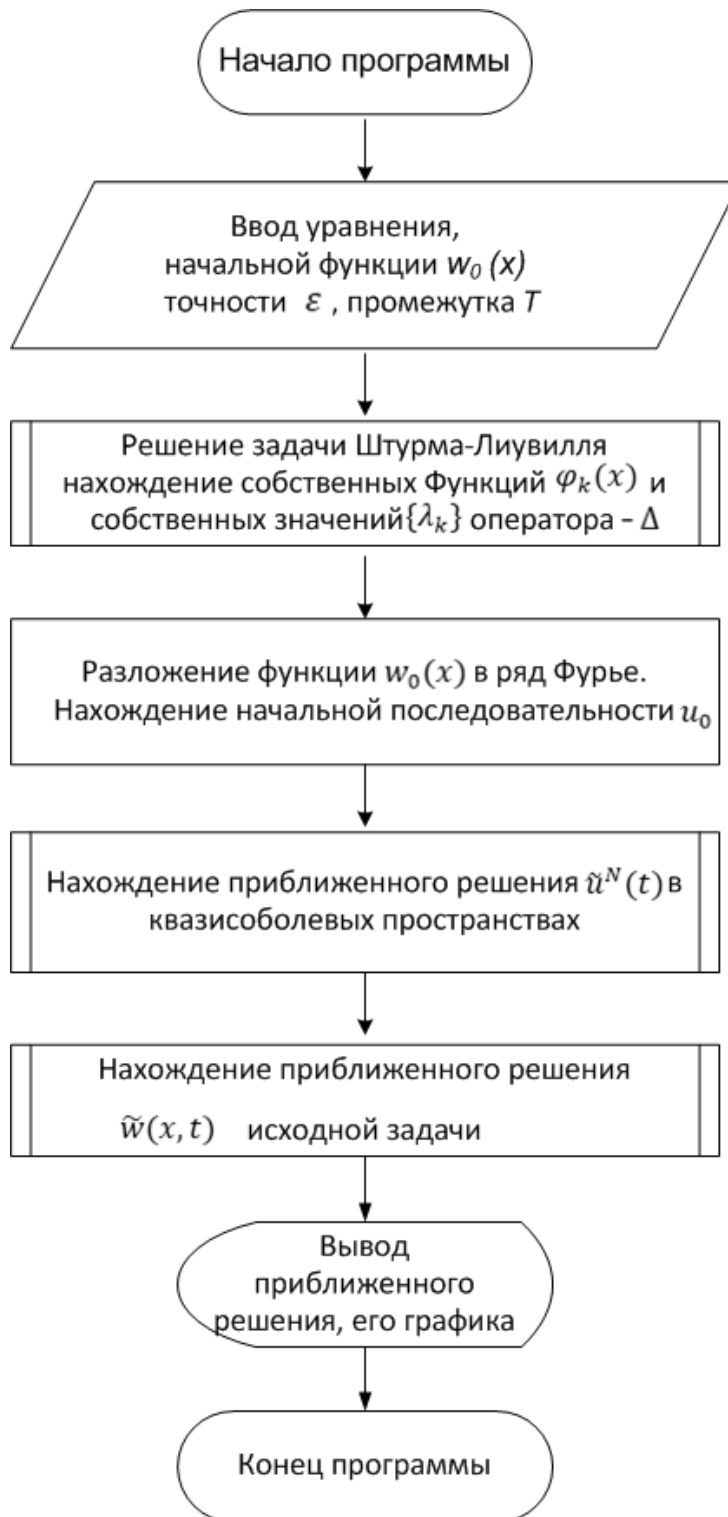 Начало программы
Ввод уравнения,
начальной функции w₀ (x)
точности ε , промежутка T
Решение задачи Штурма-Лиувилля
нахождение собственных Функций φₖ(x) и
собственных значений{λₖ} оператора - Δ
Разложение функции w₀(x) в ряд Фурье.
Нахождение начальной последовательности u₀
Нахождение приближенного решения ũᴺ(t) в
квазисоболевых пространствах
Нахождение приближенного решения
w̃(x, t) исходной задачи
Вывод
приближенного
решения, его графика
Конец программы